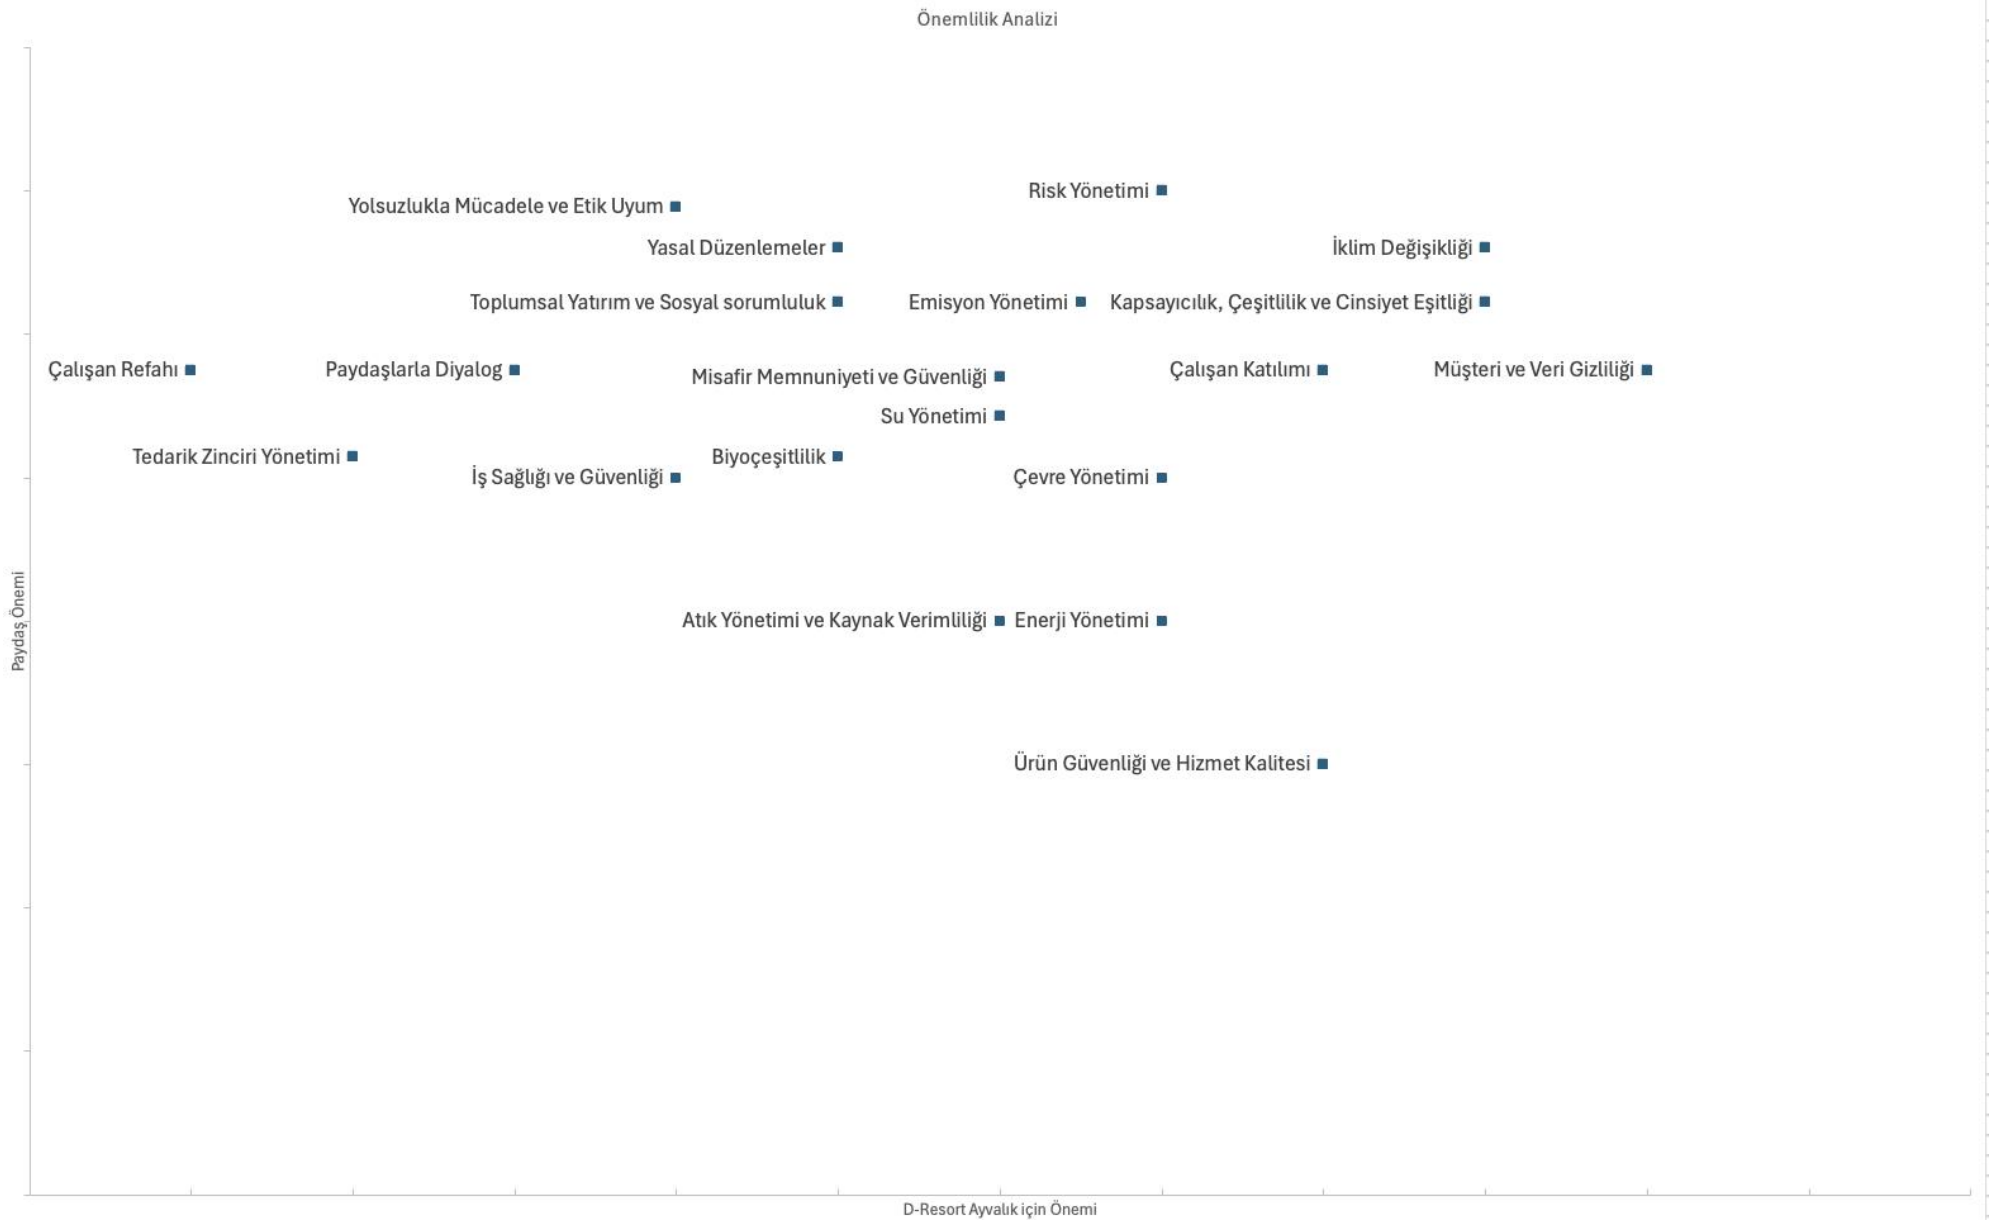 Önemlilik Analizi
Risk Yönetimi
Yolsuzlukla Mücadele ve Etik Uyum
Yasal Düzenlemeler
İklim Değişikliği
Toplumsal Yatırım ve Sosyal sorumluluk
Emisyon Yönetimi
Kapsayıcılık, Çeşitlilik ve Cinsiyet Eşitliği
Çalışan Refahı
Paydaşlarla Diyalog
Misafir Memnuniyeti ve Güvenliği
Çalışan Katılımı
Müşteri ve Veri Gizliliği
Su Yönetimi
Tedarik Zinciri Yönetimi
Biyoçeşitlilik
İş Sağlığı ve Güvenliği
Çevre Yönetimi
Atık Yönetimi ve Kaynak Verimliliği
Enerji Yönetimi
Paydaş Önemi
Ürün Güvenliği ve Hizmet Kalitesi
D-Resort Ayvalık için Önemi